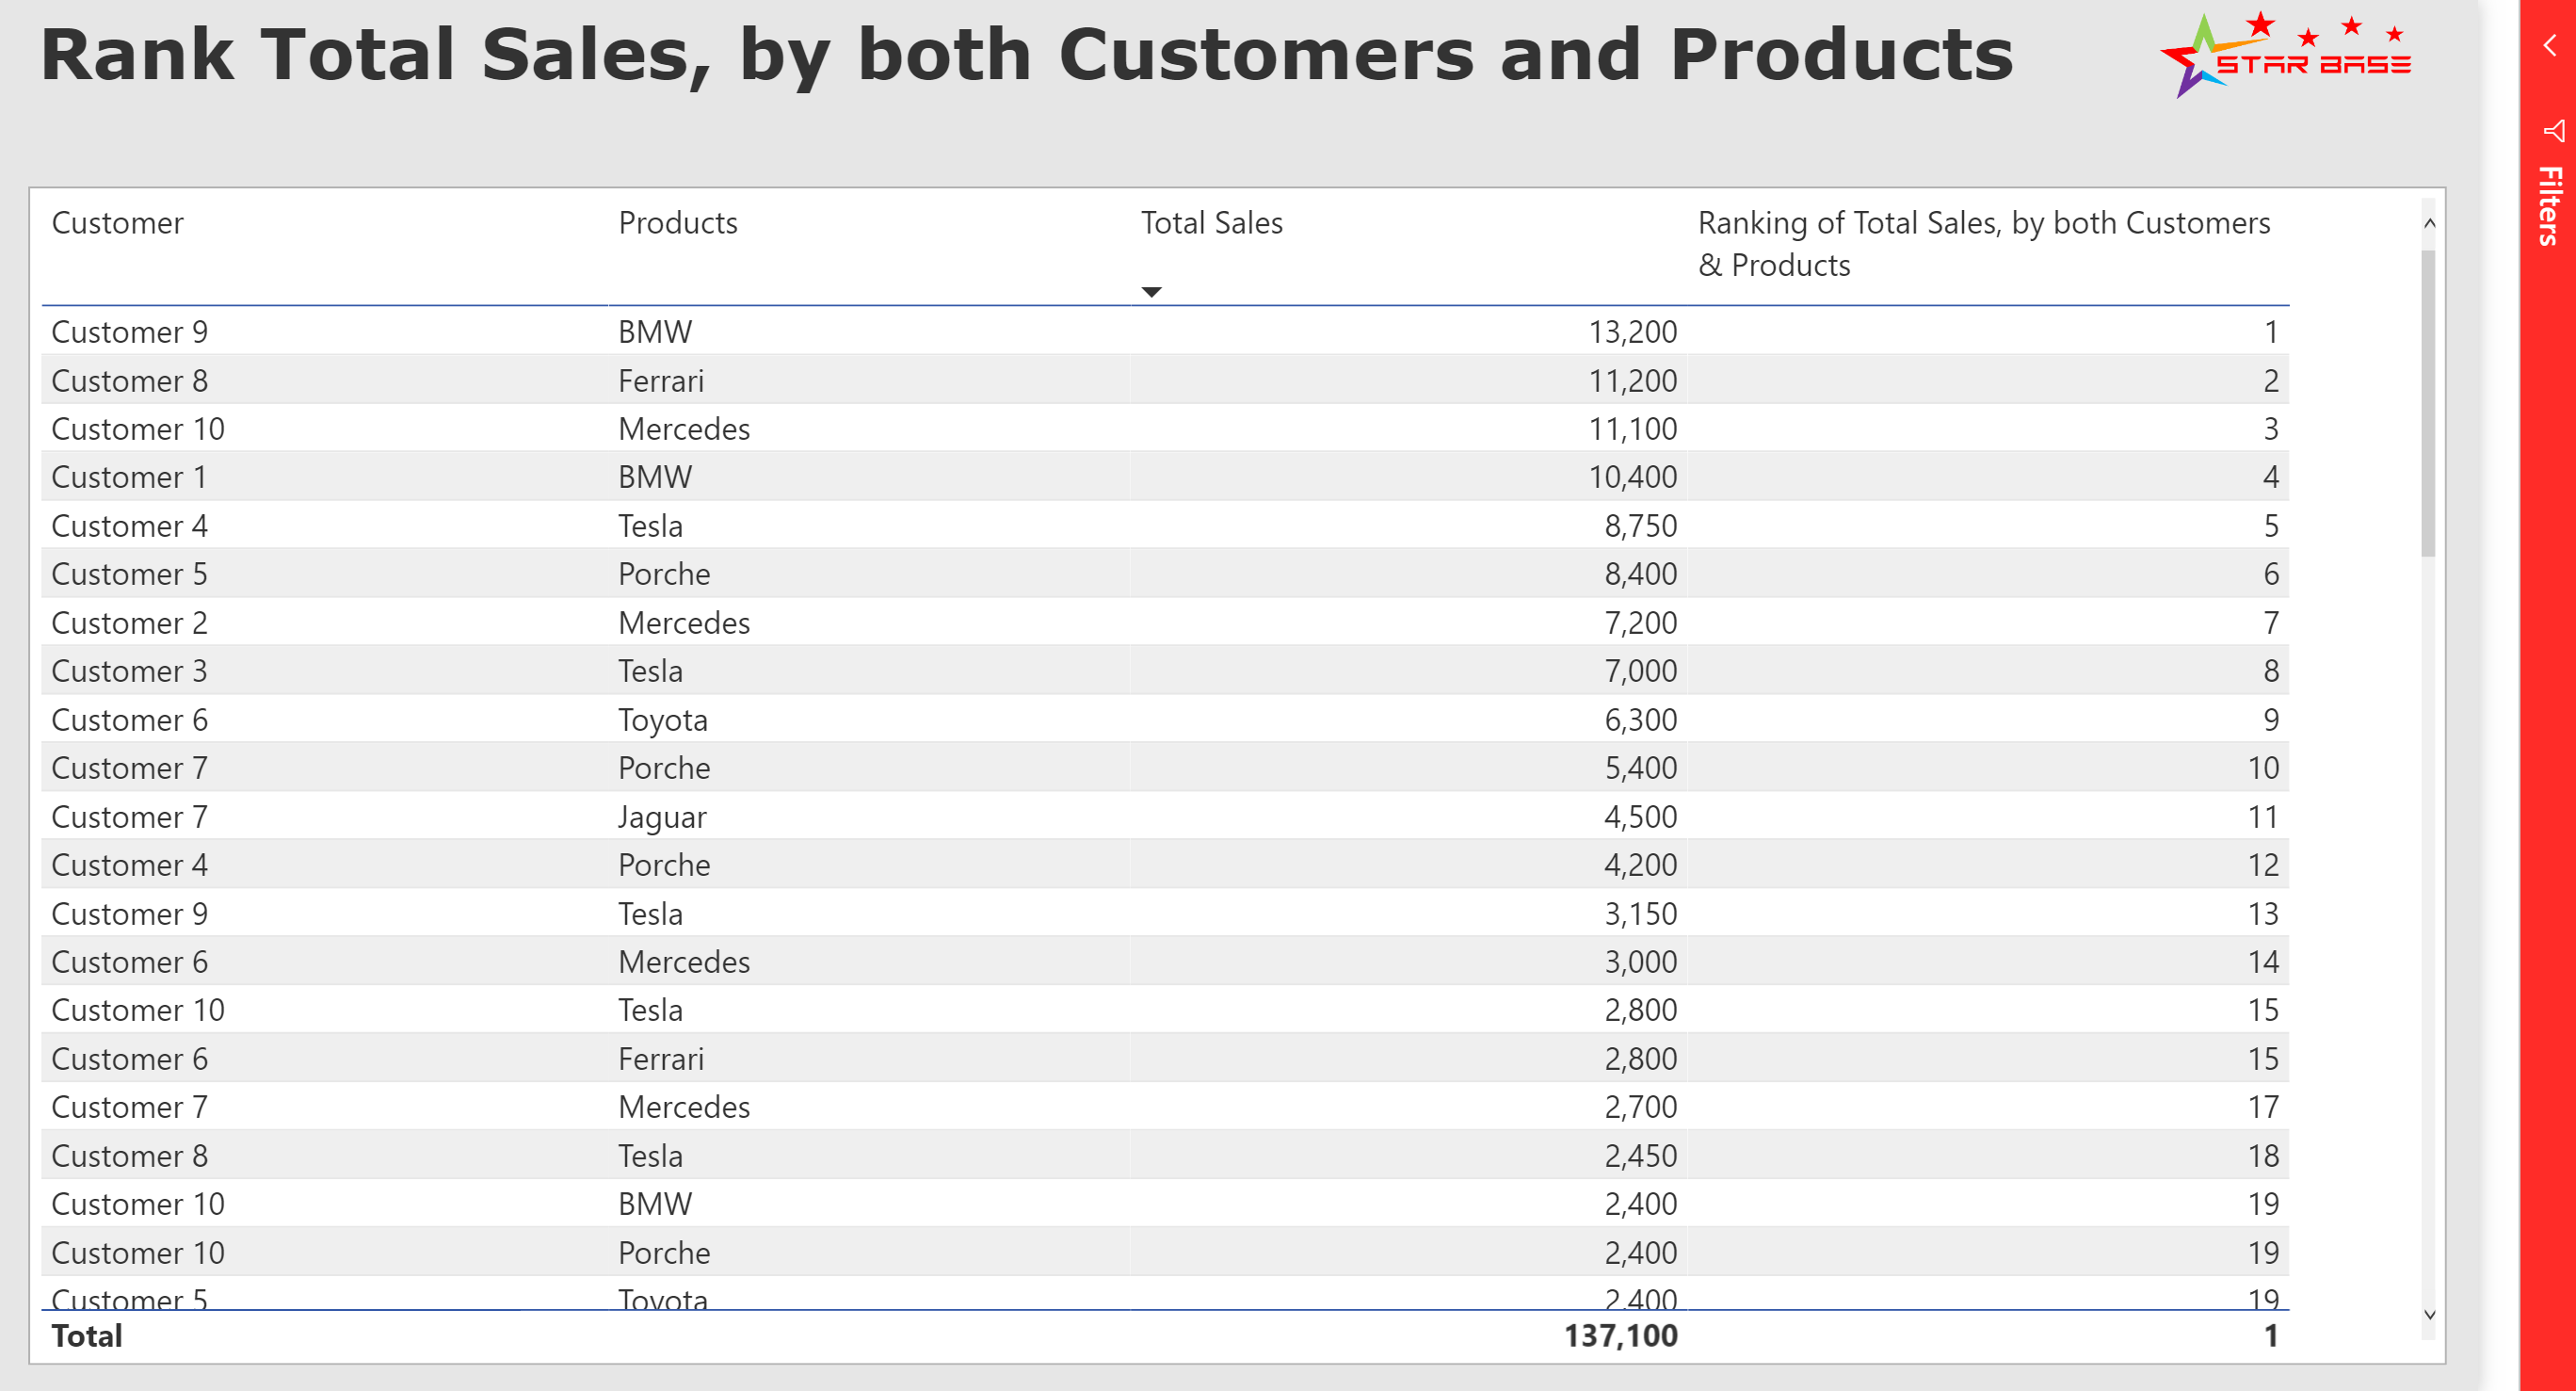 Rank Total Sales, by both Customers and Products
STAR BASE
Filters
Customer Products Total Sales Ranking of Total Sales, by both Customers
& Products
Customer 9 BMW 13,200 1
Customer 8 Ferrari 11,200 2
Customer 10 Mercedes 11,100 3
Customer 1 BMW 10,400 4
Customer 4 Tesla 8,750 5
Customer 5 Porche 8,400 6
Customer 2 Mercedes 7,200 7
Customer 3 Tesla 7,000 8
Customer 6 Toyota 6,300 9
Customer 7 Porche 5,400 10
Customer 7 Jaguar 4,500 11
Customer 4 Porche 4,200 12
Customer 9 Tesla 3,150 13
Customer 6 Mercedes 3,000 14
Customer 10 Tesla 2,800 15
Customer 6 Ferrari 2,800 15
Customer 7 Mercedes 2,700 17
Customer 8 Tesla 2,450 18
Customer 10 BMW 2,400 19
Customer 10 Porche 2,400 19
Customer 5 Toyota 2,400 19
Total 137,100 1